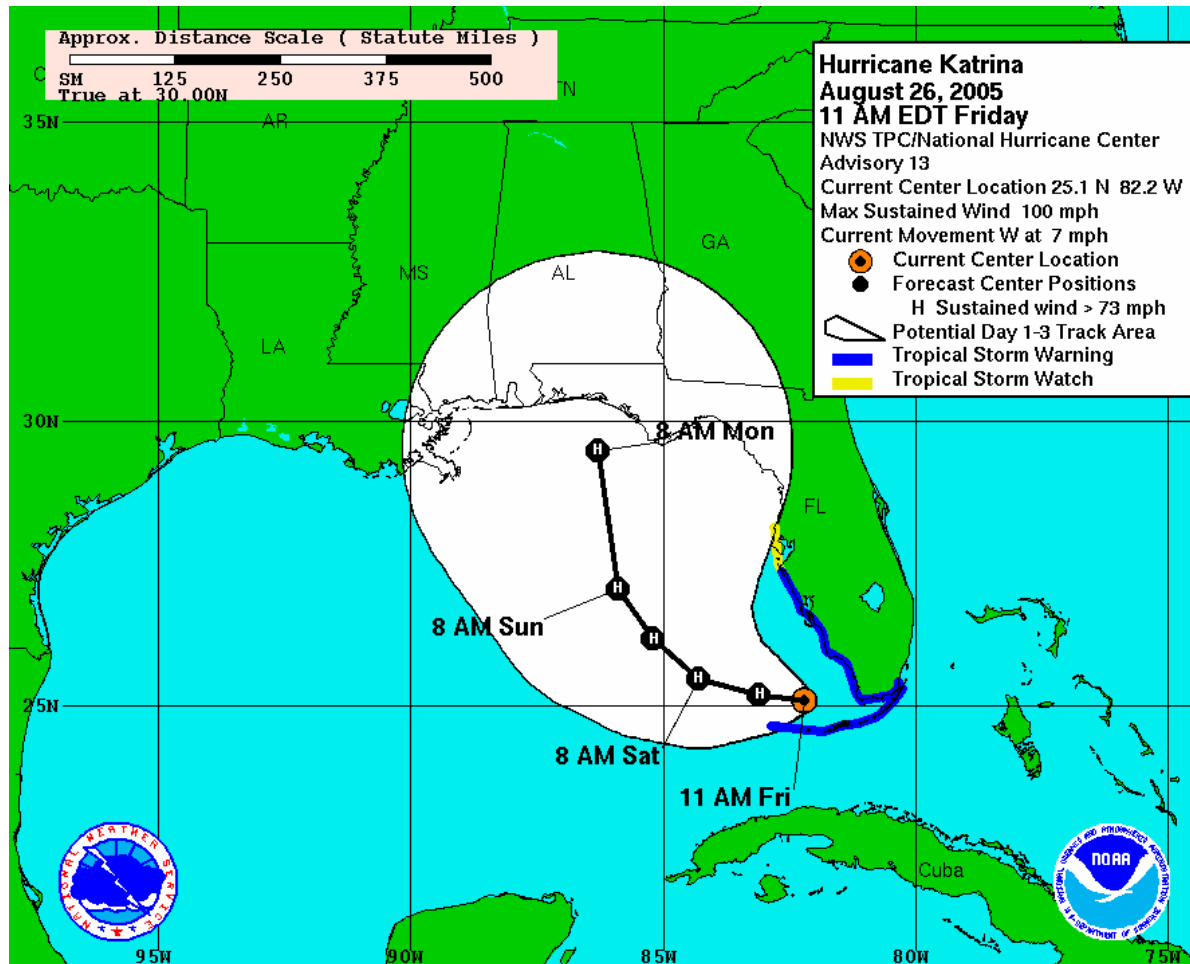 Approx. Distance Scale ( Statute Miles )
SM 125 250 375 500
True at 30.00N
Hurricane Katrina
August 26, 2005
11 AM EDT Friday
NWS TPC/National Hurricane Center
Advisory 13
Current Center Location 25.1 N 82.2 W
Max Sustained Wind 100 mph
Current Movement W at 7 mph
Current Center Location
Forecast Center Positions
H Sustained wind > 73 mph
Potential Day 1-3 Track Area
Tropical Storm Warning
Tropical Storm Watch
TN
35N
AR
GA
MS
AL
LA
30N
8 AM Mon
H
FL
H
8 AM Sun
H
H
H
25N
8 AM Sat
11 AM Fri
NATIONAL WEATHER SERVICE
Cuba
NOAA
95W
90W
85W
80W
75W